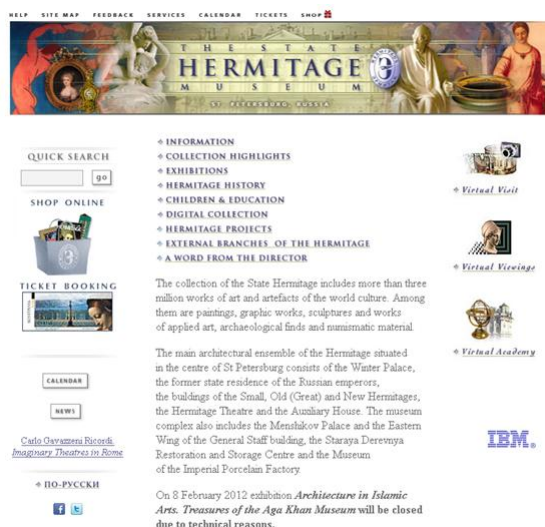 HELP SITE MAP FEEDBACK SERVICES CALENDAR TICKETS SHOP
THE STATE
HERMITAGE
MUSEUM
ST. PETERSBURG, RUSSIA
QUICK SEARCH
go
SHOP ONLINE
TICKET BOOKING
CALENDAR
NEWS
Carlo Gavazzeni Ricordi.
Imaginary Theatres in Rome
ПО-РУССКИ
INFORMATION
COLLECTION HIGHLIGHTS
EXHIBITIONS
HERMITAGE HISTORY
CHILDREN & EDUCATION
DIGITAL COLLECTION
HERMITAGE PROJECTS
EXTERNAL BRANCHES OF THE HERMITAGE
A WORD FROM THE DIRECTOR
The collection of the State Hermitage includes more than three
million works of art and artefacts of the world culture. Among
them are paintings, graphic works, sculptures and works
of applied art, archaeological finds and numismatic material.
The main architectural ensemble of the Hermitage situated
in the centre of St Petersburg consists of the Winter Palace,
the former state residence of the Russian emperors,
the buildings of the Small, Old (Great) and New Hermitages,
the Hermitage Theatre and the Auxiliary House. The museum
complex also includes the Menshikov Palace and the Eastern
Wing of the General Staff building, the Staraya Derevnya
Restoration and Storage Centre and the Museum
of the Imperial Porcelain Factory.
On 8 February 2012 exhibition Architecture in Islamic
Arts. Treasures of the Aga Khan Museum will be closed
due to technical reasons.
Virtual Visit
Virtual Viewings
Virtual Academy
IBM